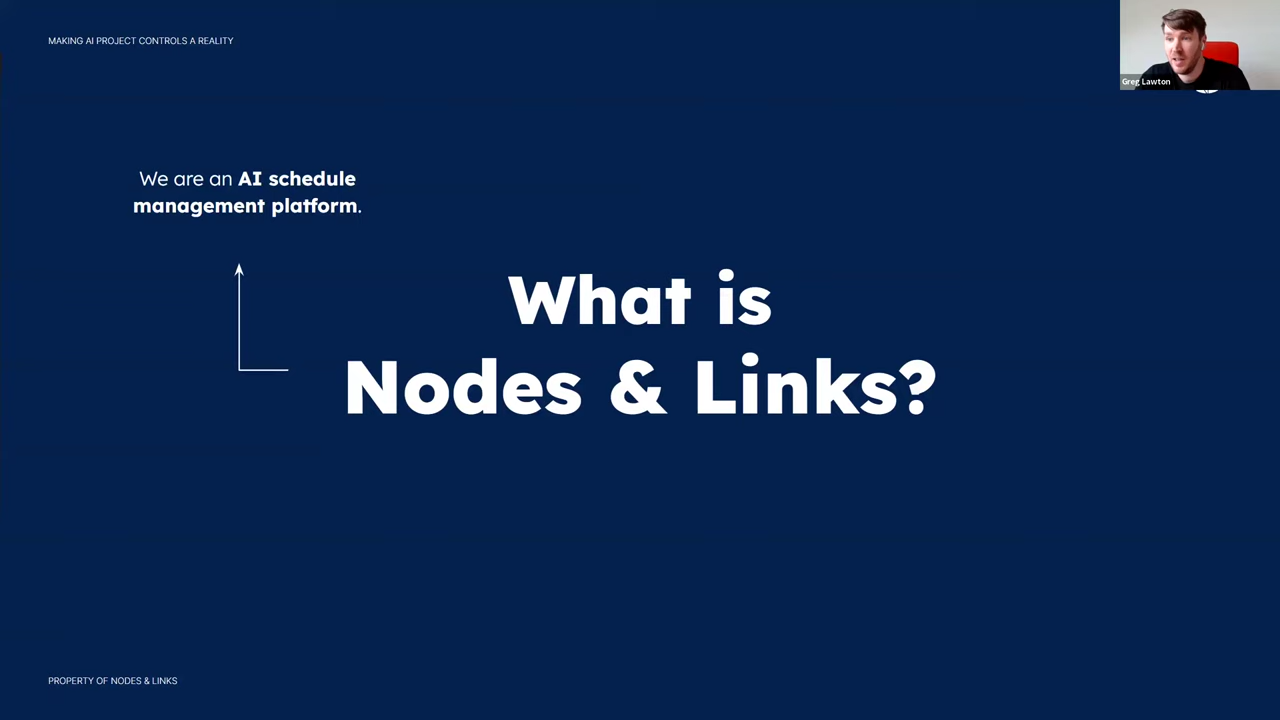 MAKING AI PROJECT CONTROLS A REALITY
Greg Lawton
We are an AI schedule
management platform.
What is
Nodes & Links?
PROPERTY OF NODES & LINKS